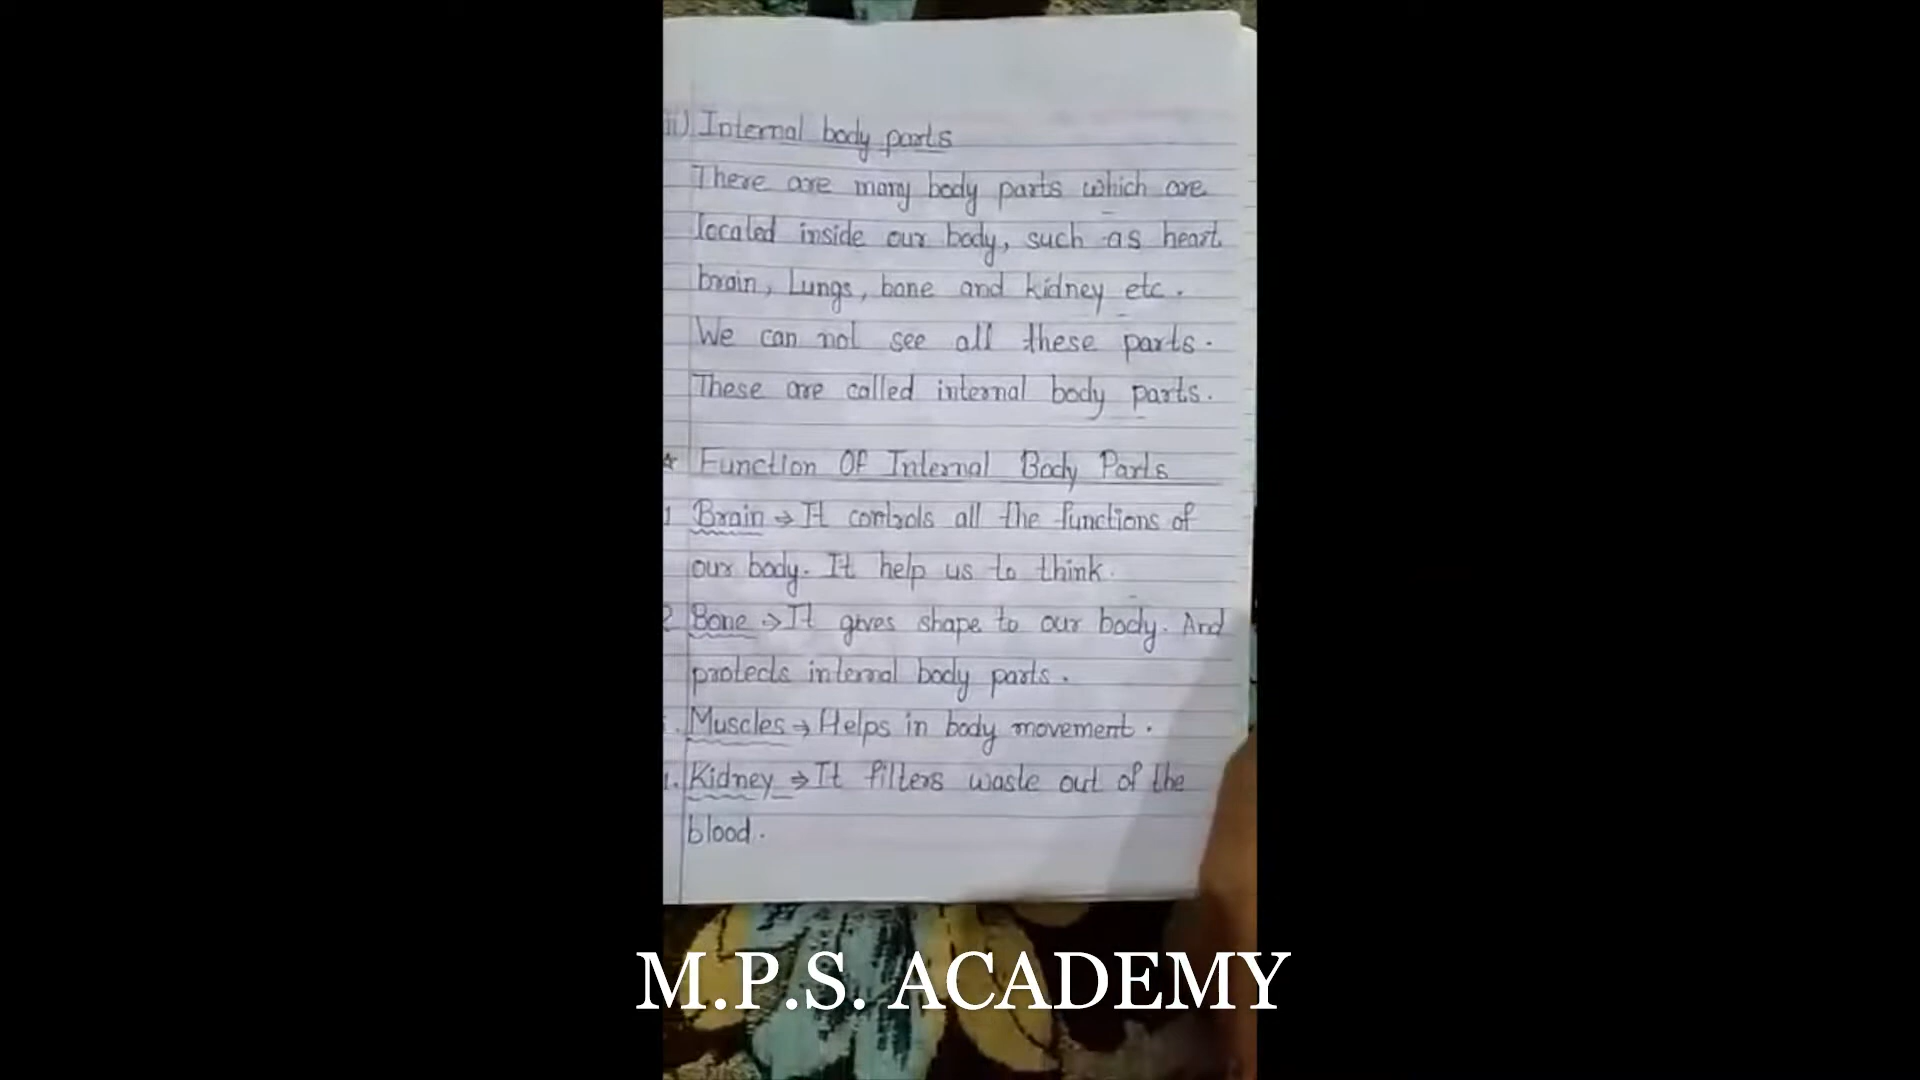 ii) Internal body parts
There are many body parts which are
located inside our body, such as heart
brain, Lungs, bone and kidney etc.
We can not see all these parts.
These are called internal body parts.
* Function Of Internal Body Parts
1 Brain → It controls all the functions of
our body. It help us to think.
2 Bone → It gives shape to our body. And
protects internal body parts.
. Muscles → Helps in body movement.
. Kidney → It filters waste out of the
blood.
M.P.S. ACADEMY